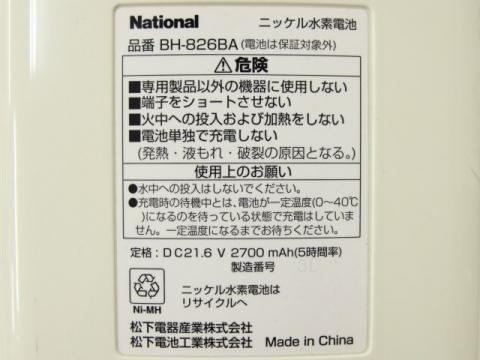 National ニッケル水素電池
品番 BH-826BA (電池は保証対象外)
⚠危険
■専用製品以外の機器に使用しない
■端子をショートさせない
■火中への投入および加熱をしない
■電池単独で充電しない
(発熱・液もれ・破裂の原因となる。)
使用上のお願い
●水中への投入はしないでください。
●充電時の待機中とは、電池が一定温度(0～40℃
)になるのを待っている状態で充電はしていませ
ん。一定温度になるまでお待ちください。
定格:DC21.6 V 2700 mAh(5時間率)
製造番号
ニッケル水素電池は
リサイクルへ
Ni-MH
松下電器産業株式会社
松下電池工業株式会社 Made in China